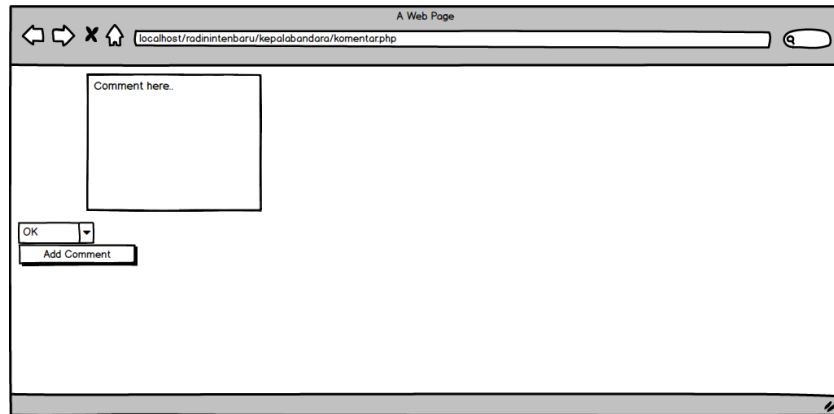 A Web Page
localhost/radinintenbaru/kepalabandara/komentar.php
Comment here..
OK
Add Comment